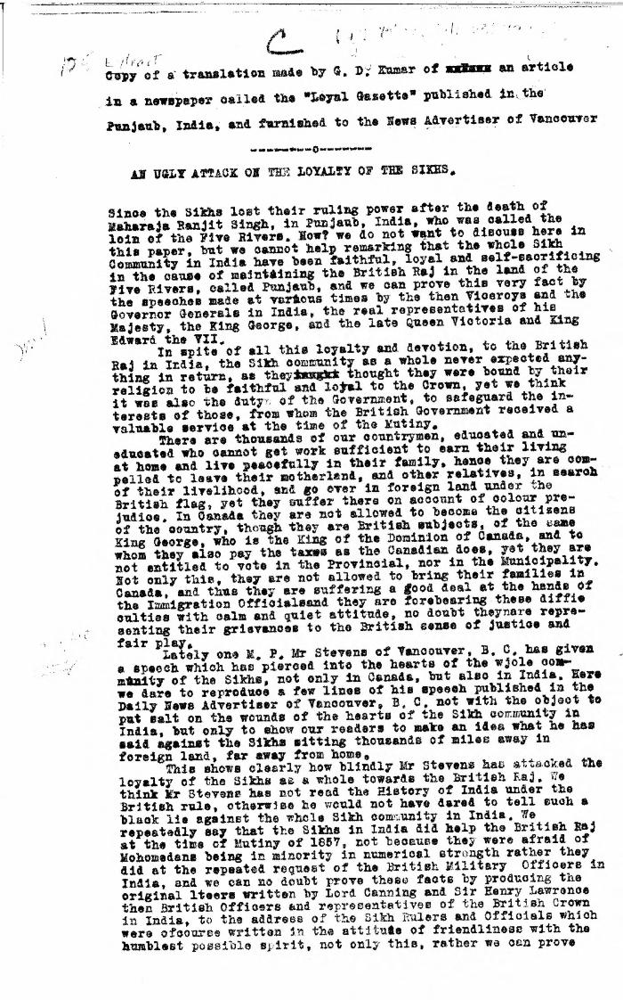 C
Extract
Copy of a translation made by G. D. Kumar of an article
in a newspaper called the "Loyal Gazette" published in the
Punjaub, India, and furnished to the News Advertiser of Vancouver
--------0--------
AN UGLY ATTACK ON THE LOYALTY OF THE SIKHS.
Since the Sikhs lost their ruling power after the death of
Maharaja Ranjit Singh, in Punjaub, India, who was called the
loin of the Five Rivers. How? we do not want to discuss here in
this paper, but we cannot help remarking that the whole Sikh
Community in India have been faithful, loyal and self-sacrificing
in the cause of maintaining the British Raj in the land of the
Five Rivers, called Punjaub, and we can prove this very fact by
the speeches made at various times by the then Viceroys and the
Governor Generals in India, the real representatives of his
Majesty, the King George, and the late Queen Victoria and King
Edward the VII.
In spite of all this loyalty and devotion, to the British
Raj in India, the Sikh community as a whole never expected any-
thing in return, as they thought they were bound by their
religion to be faithful and loyal to the Crown, yet we think
it was also the duty of the Government, to safeguard the in-
terests of those, from whom the British Government received a
valuable service at the time of the Mutiny.
There are thousands of our countrymen, educated and un-
educated who cannot get work sufficient to earn their living
at home and live peacefully in their family, hence they are com-
pelled to leave their motherland, and other relatives, in search
of their livelihood, and go over in foreign land under the
British flag, yet they suffer there on account of colour pre-
judice. In Canada they are not allowed to become the citizens
of the country, though they are British subjects, of the same
King George, who is the King of the Dominion of Canada, and to
whom they also pay the taxes as the Canadian does, yet they are
not entitled to vote in the Provincial, nor in the Municipality.
Not only this, they are not allowed to bring their families in
Canada, and thus they are suffering a good deal at the hands of
the Immigration Officialsand they are forebearing these diffie
culties with calm and quiet attitude, no doubt theynare repre-
senting their grievances to the British sense of justice and
fair play.
Lately one M. P. Mr Stevens of Vancouver, B. C. has given
a speech which has pierced into the hearts of the wjole com-
munity of the Sikhs, not only in Canada, but also in India. Here
we dare to reproduce a few lines of his speech published in the
Daily News Advertiser of Vancouver, B. C. not with the object to
put salt on the wounds of the hearts of the Sikh community in
India, but only to show our readers to make an idea what he has
said against the Sikhs sitting thousands of miles away in
foreign land, far away from home.
This shows clearly how blindly Mr Stevens has attacked the
loyalty of the Sikhs as a whole towards the British Raj. We
think Mr Stevens has not read the History of India under the
British rule, otherwise he would not have dared to tell such a
black lie against the whole Sikh community in India. We
repeatedly say that the Sikhs in India did help the British Raj
at the time of Mutiny of 1857, not because they were afraid of
Mohomedans being in minority in numerical strength rather they
did at the repeated request of the British Military Officers in
India, and we can no doubt prove these facts by producing the
original lteers written by Lord Canning and Sir Henry Lawrence
then British Officers and representatives of the British Crown
in India, to the address of the Sikh Rulers and Officials which
were ofcourse written in the attitude of friendliness with the
humblest possible spirit, not only this, rather we can prove